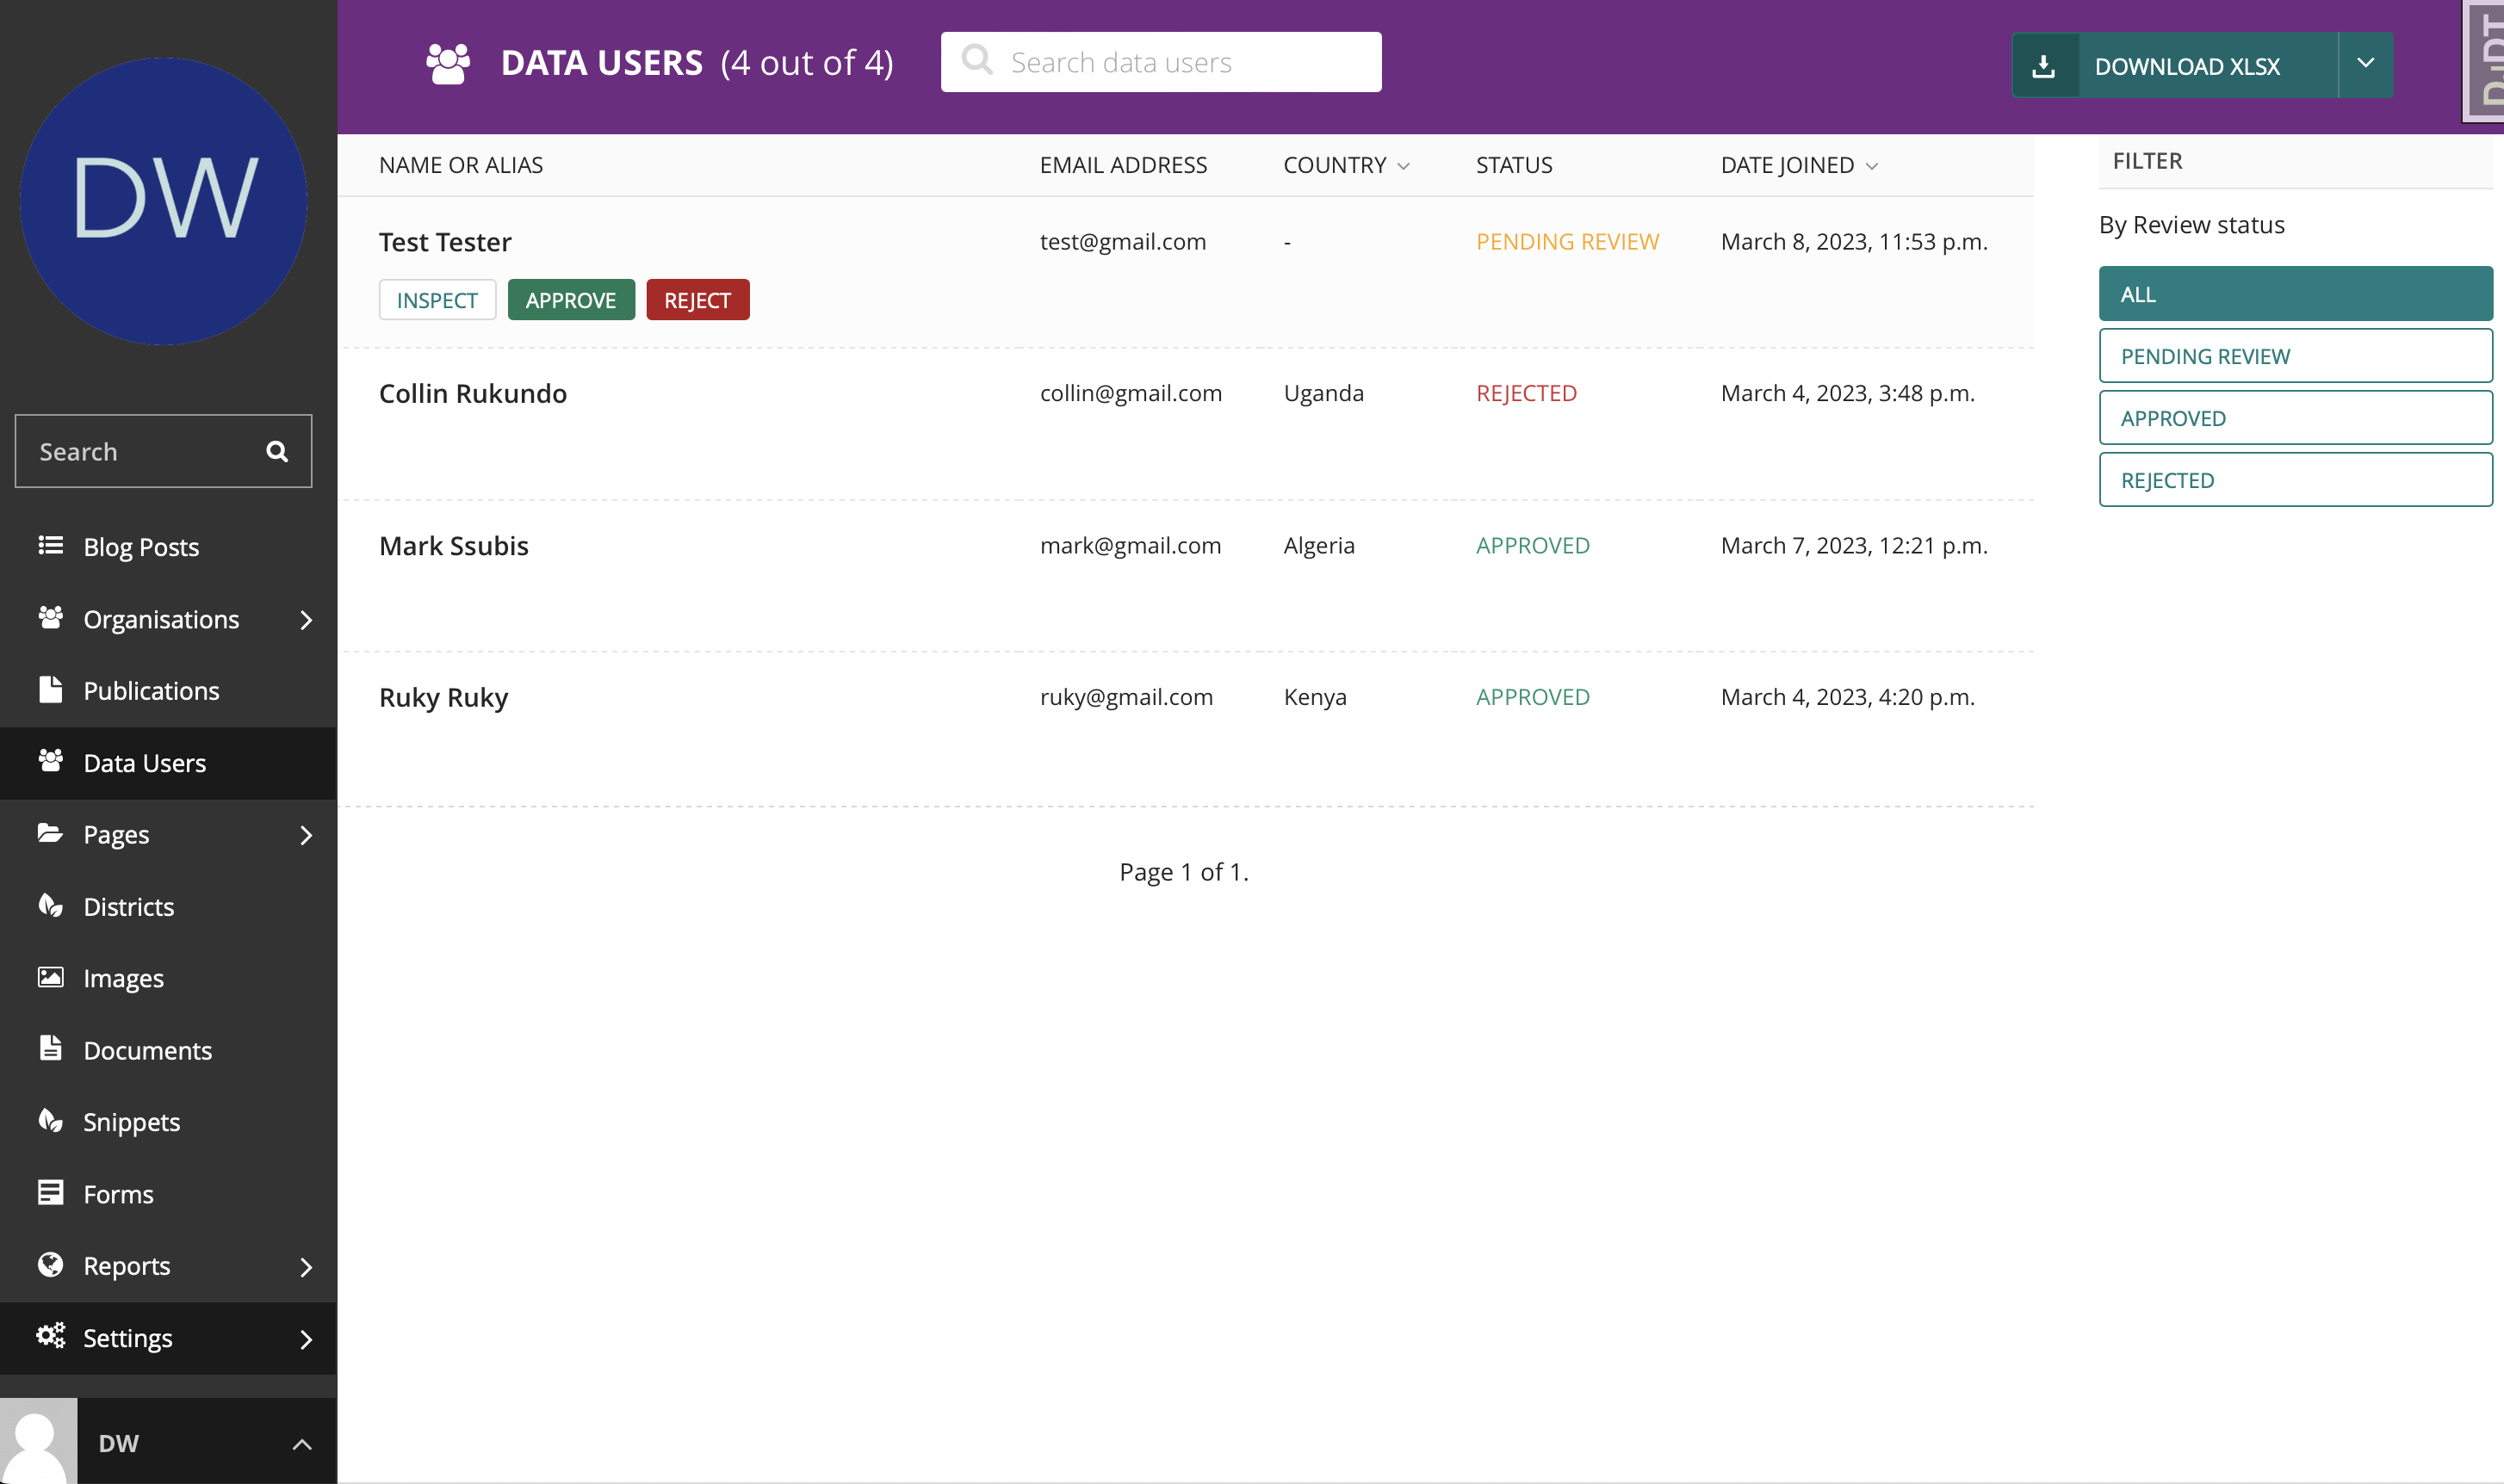 DW
Search
Blog Posts
Organisations
Publications
Data Users
Pages
Districts
Images
Documents
Snippets
Forms
Reports
Settings
DW
DATA USERS (4 out of 4)
Search data users
DOWNLOAD XLSX
DjDT
NAME OR ALIAS EMAIL ADDRESS COUNTRY STATUS DATE JOINED
Test Tester test@gmail.com - PENDING REVIEW March 8, 2023, 11:53 p.m.
INSPECT APPROVE REJECT
Collin Rukundo collin@gmail.com Uganda REJECTED March 4, 2023, 3:48 p.m.
Mark Ssubis mark@gmail.com Algeria APPROVED March 7, 2023, 12:21 p.m.
Ruky Ruky ruky@gmail.com Kenya APPROVED March 4, 2023, 4:20 p.m.
Page 1 of 1.
FILTER
By Review status
ALL
PENDING REVIEW
APPROVED
REJECTED